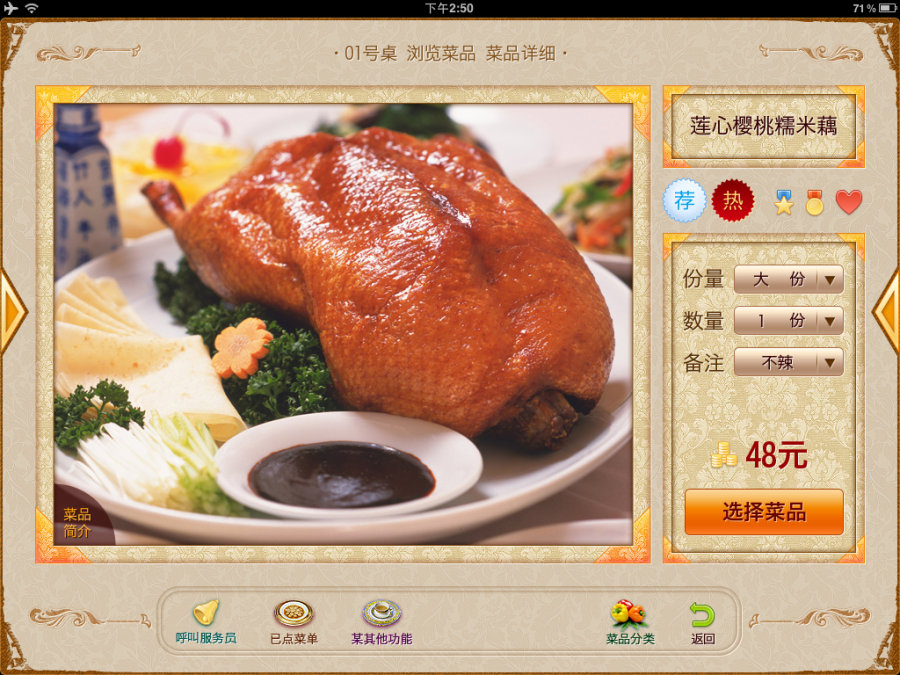 下午2:50
71%
·01号桌 浏览菜品 菜品详细·
莲心樱桃糯米藕
荐 热
份量 大 份
数量 1 份
备注 不辣
48元
选择菜品
菜品
简介
呼叫服务员 已点菜单 某其他功能 菜品分类 返回